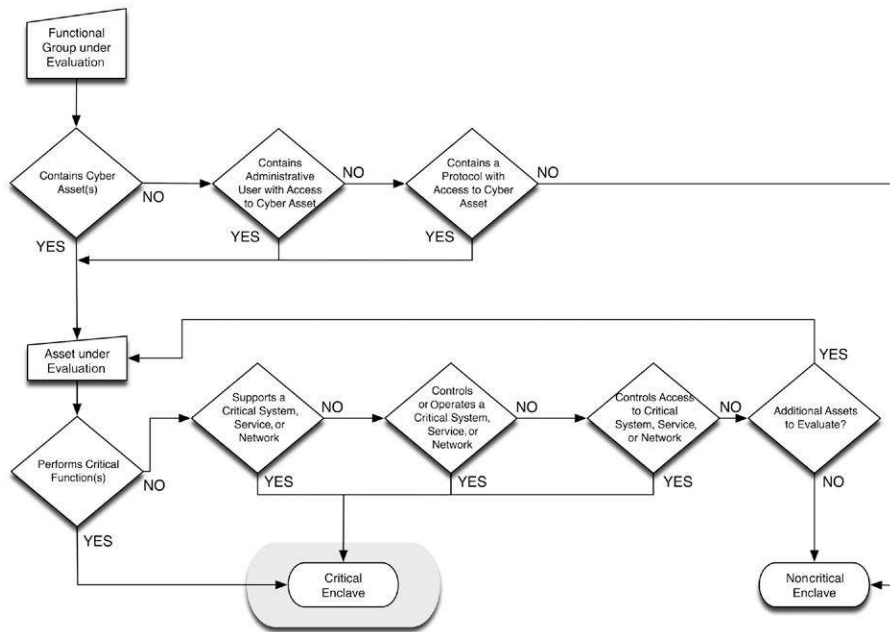 Functional
Group under
Evaluation
Contains Cyber
Asset(s)
NO
YES
Contains
Administrative
User with Access
to Cyber Asset
NO
YES
Contains a
Protocol with
Access to Cyber
Asset
NO
YES
Asset under
Evaluation
Performs Critical
Function(s)
NO
YES
Supports a
Critical System,
Service, or
Network
NO
YES
Controls
or Operates a
Critical System,
Service, or
Network
NO
YES
Controls Access
to Critical
System, Service,
or Network
NO
YES
Additional Assets
to Evaluate?
YES
NO
Critical
Enclave
Noncritical
Enclave